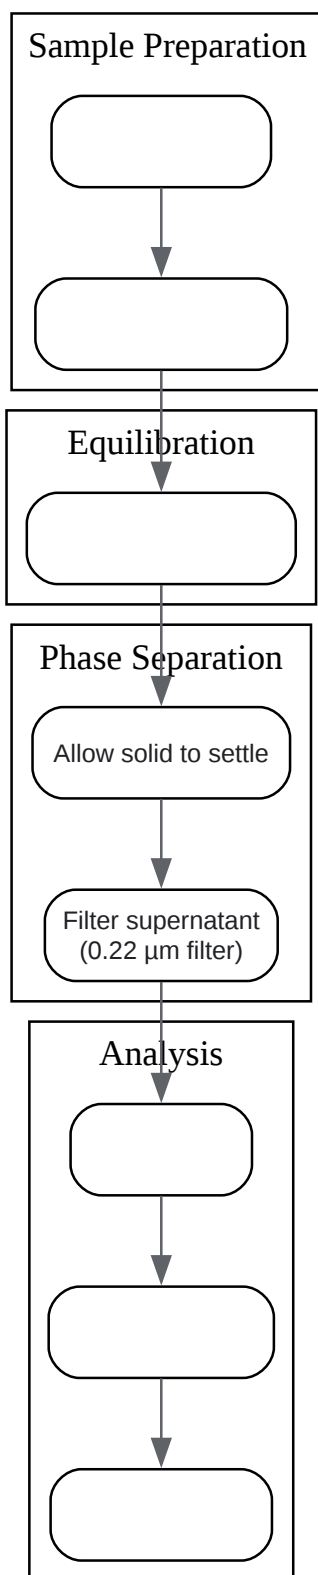 Sample Preparation
Equilibration
Phase Separation
Allow solid to settle
Filter supernatant
(0.22 µm filter)
Analysis